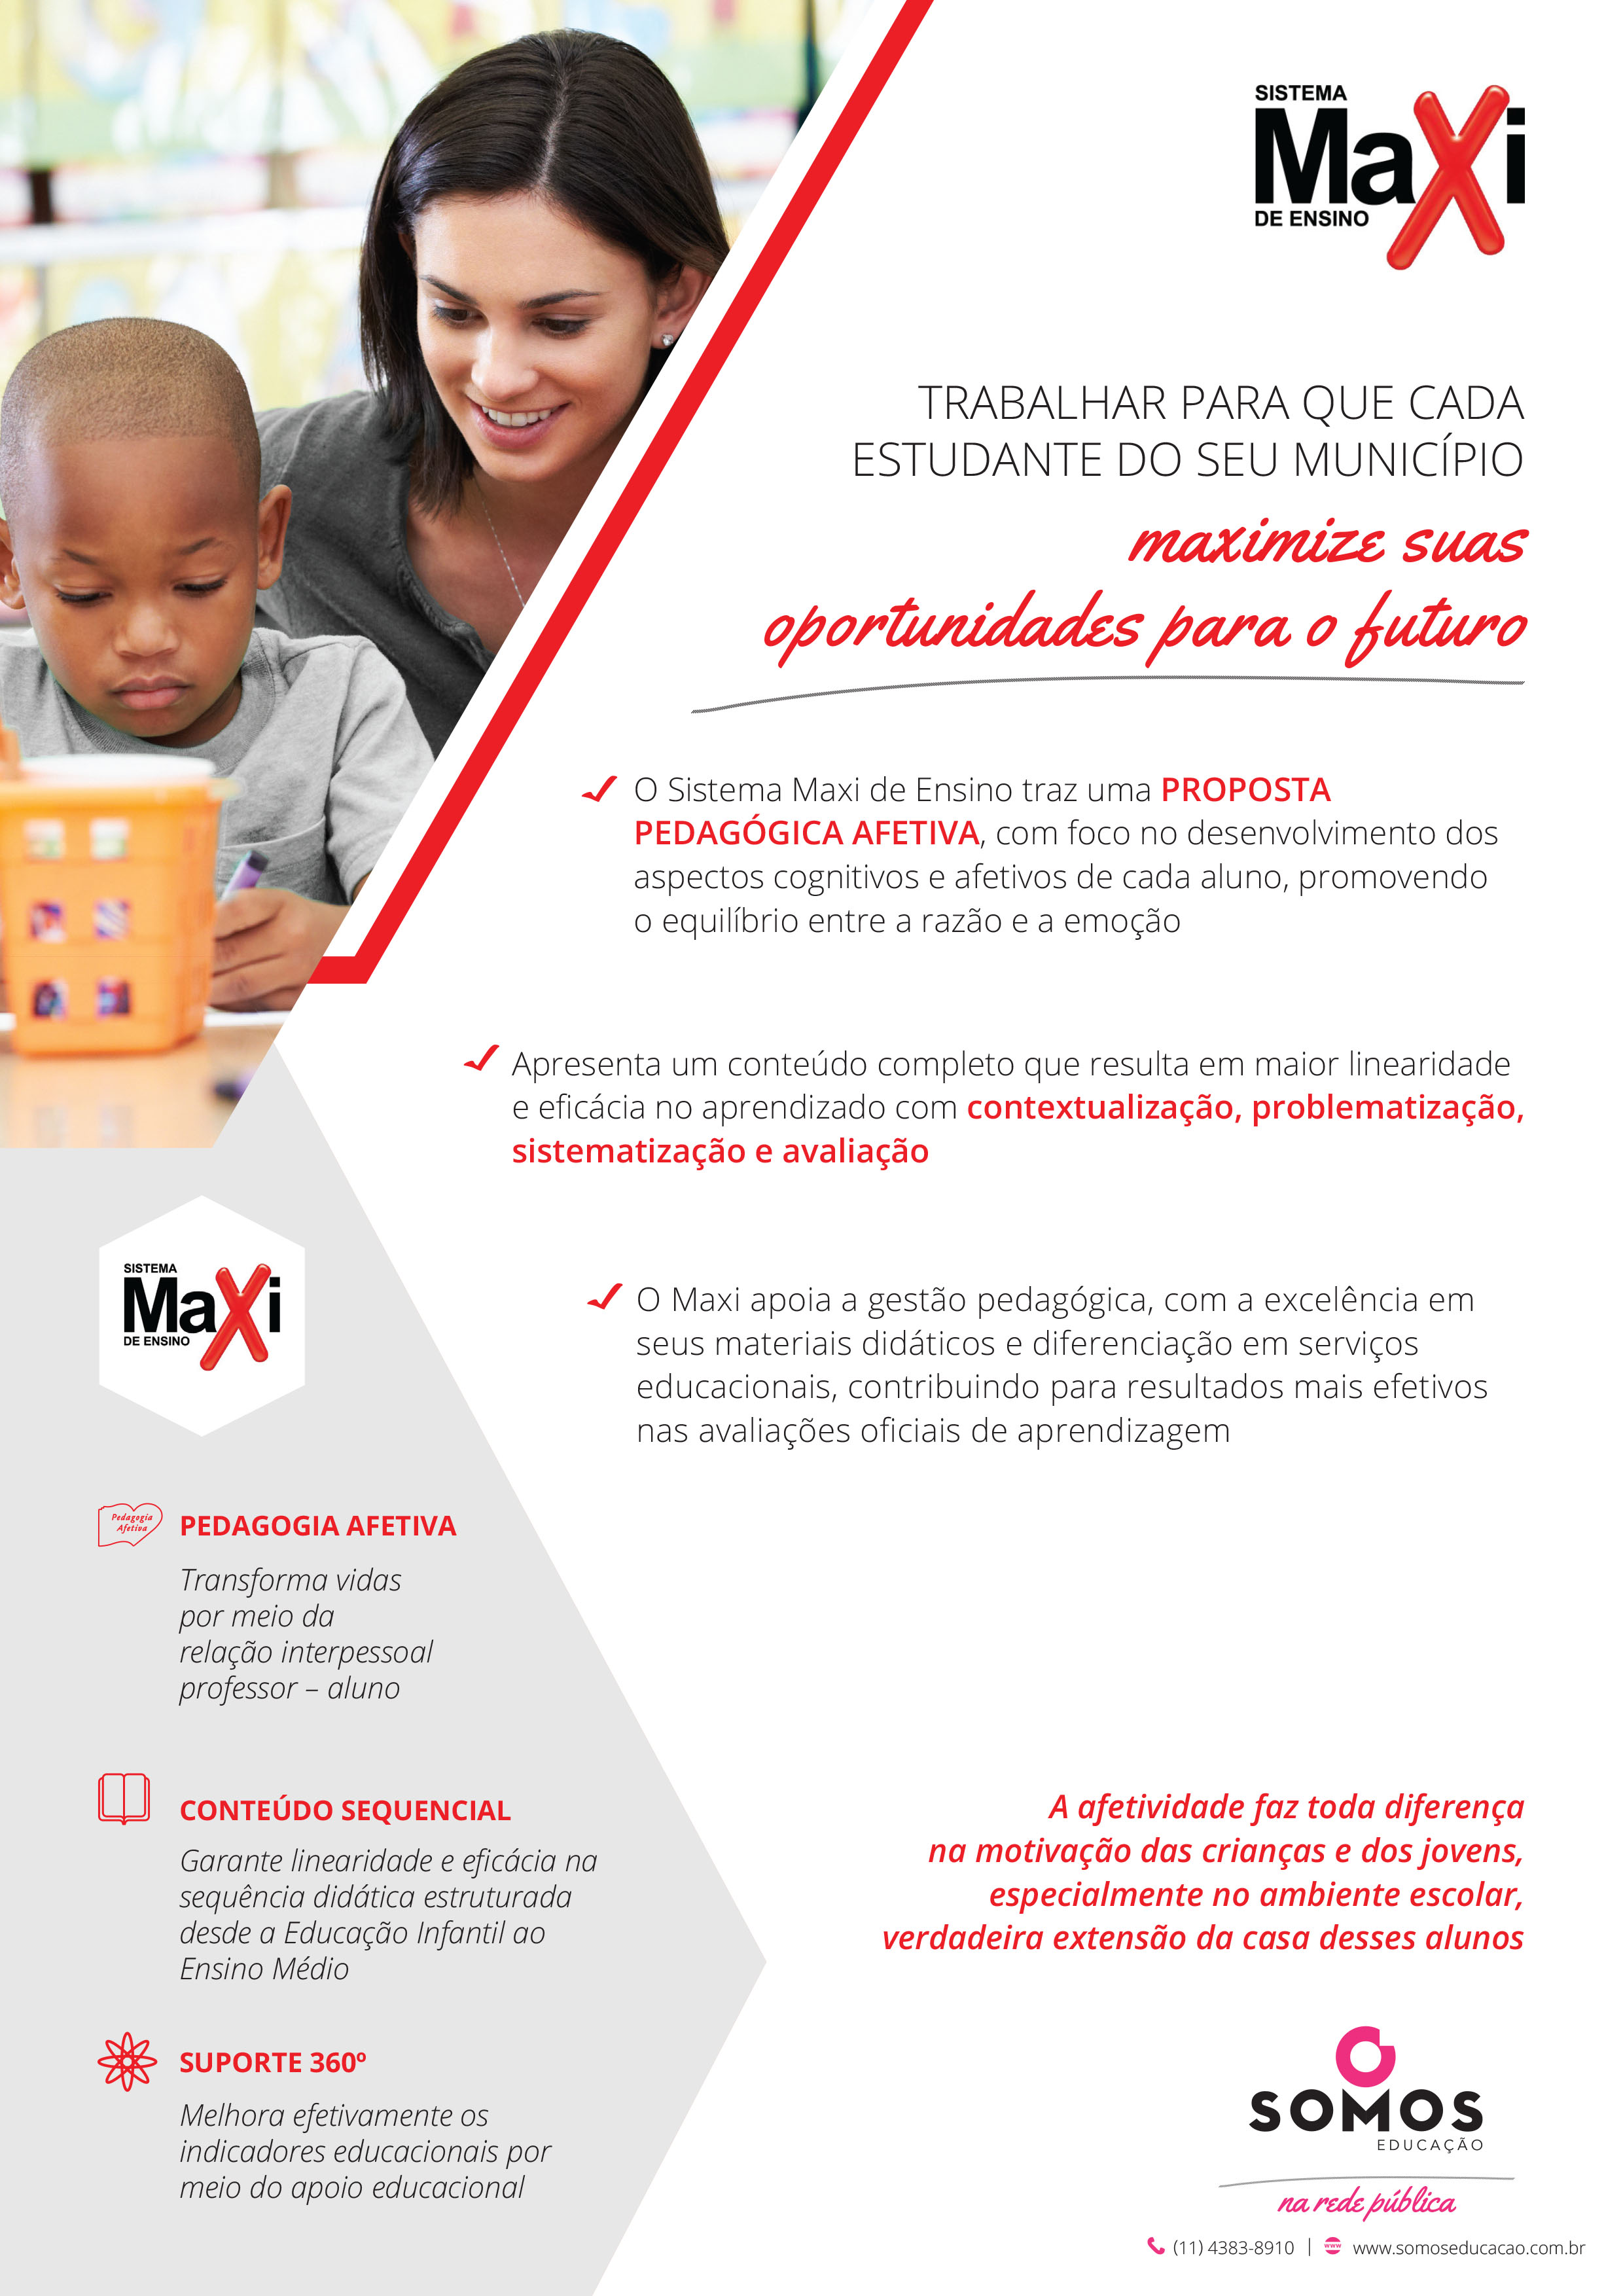 SISTEMA
MaXi
DE ENSINO
TRABALHAR PARA QUE CADA
ESTUDANTE DO SEU MUNICÍPIO
maximize suas
oportunidades para o futuro
O Sistema Maxi de Ensino traz uma PROPOSTA
PEDAGÓGICA AFETIVA, com foco no desenvolvimento dos
aspectos cognitivos e afetivos de cada aluno, promovendo
o equilíbrio entre a razão e a emoção
Apresenta um conteúdo completo que resulta em maior linearidade
e eficácia no aprendizado com contextualização, problematização,
sistematização e avaliação
O Maxi apoia a gestão pedagógica, com a excelência em
seus materiais didáticos e diferenciação em serviços
educacionais, contribuindo para resultados mais efetivos
nas avaliações oficiais de aprendizagem
SISTEMA
MaXi
DE ENSINO
Pedagogia
Afetiva
PEDAGOGIA AFETIVA
Transforma vidas
por meio da
relação interpessoal
professor – aluno
CONTEÚDO SEQUENCIAL
Garante linearidade e eficácia na
sequência didática estruturada
desde a Educação Infantil ao
Ensino Médio
SUPORTE 360º
Melhora efetivamente os
indicadores educacionais por
meio do apoio educacional
A afetividade faz toda diferença
na motivação das crianças e dos jovens,
especialmente no ambiente escolar,
verdadeira extensão da casa desses alunos
SOMOS
EDUCAÇÃO
na rede pública
(11) 4383-8910 | www www.somoseducacao.com.br